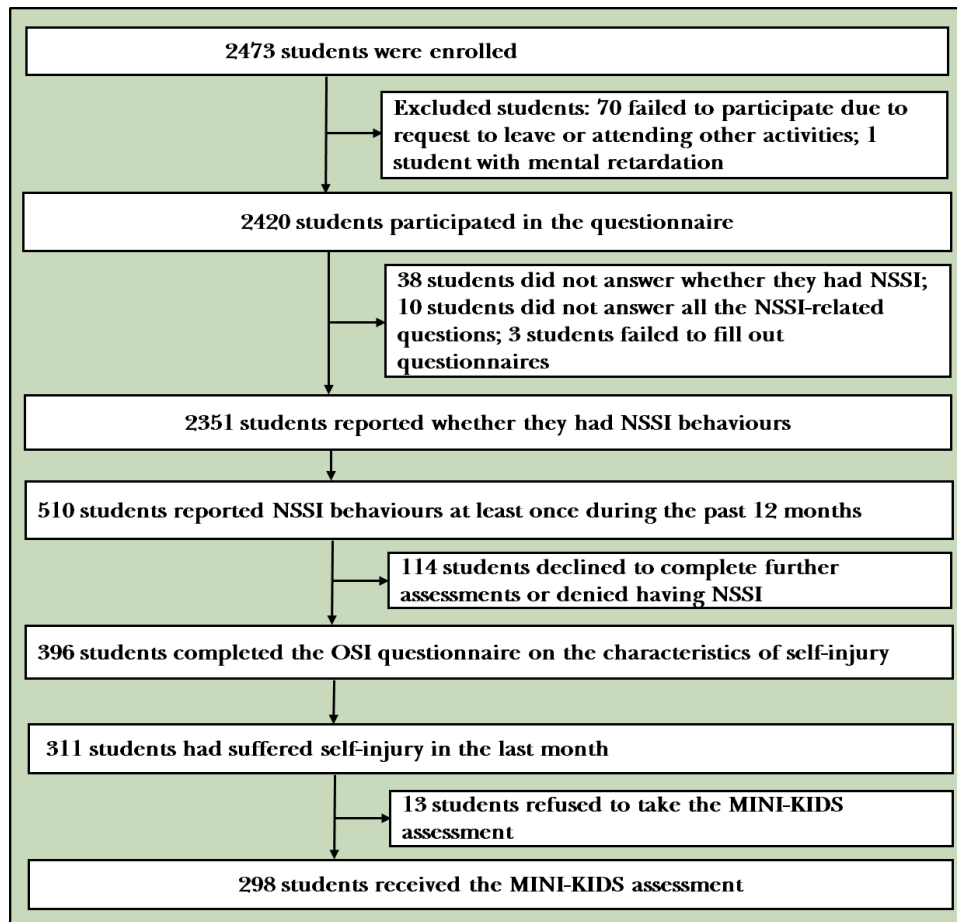 2473 students were enrolled
Excluded students: 70 failed to participate due to
request to leave or attending other activities; 1
student with mental retardation
2420 students participated in the questionnaire
38 students did not answer whether they had NSSI;
10 students did not answer all the NSSI-related
questions; 3 students failed to fill out
questionnaires
2351 students reported whether they had NSSI behaviours
510 students reported NSSI behaviours at least once during the past 12 months
114 students declined to complete further
assessments or denied having NSSI
396 students completed the OSI questionnaire on the characteristics of self-injury
311 students had suffered self-injury in the last month
13 students refused to take the MINI-KIDS
assessment
298 students received the MINI-KIDS assessment